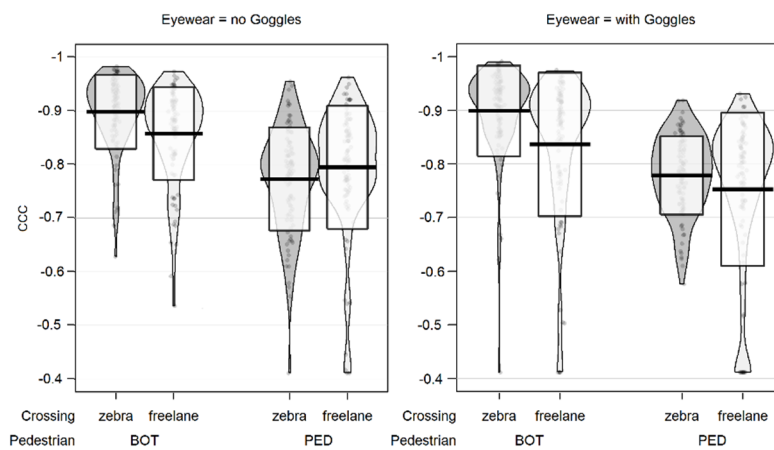 Eyewear = no Goggles
Eyewear = with Goggles
CCC
-1
-0.9
-0.8
-0.7
-0.6
-0.5
-0.4
-1
-0.9
-0.8
-0.7
-0.6
-0.5
-0.4
Crossing zebra freelane zebra freelane
Pedestrian BOT PED
Crossing zebra freelane zebra freelane
Pedestrian BOT PED